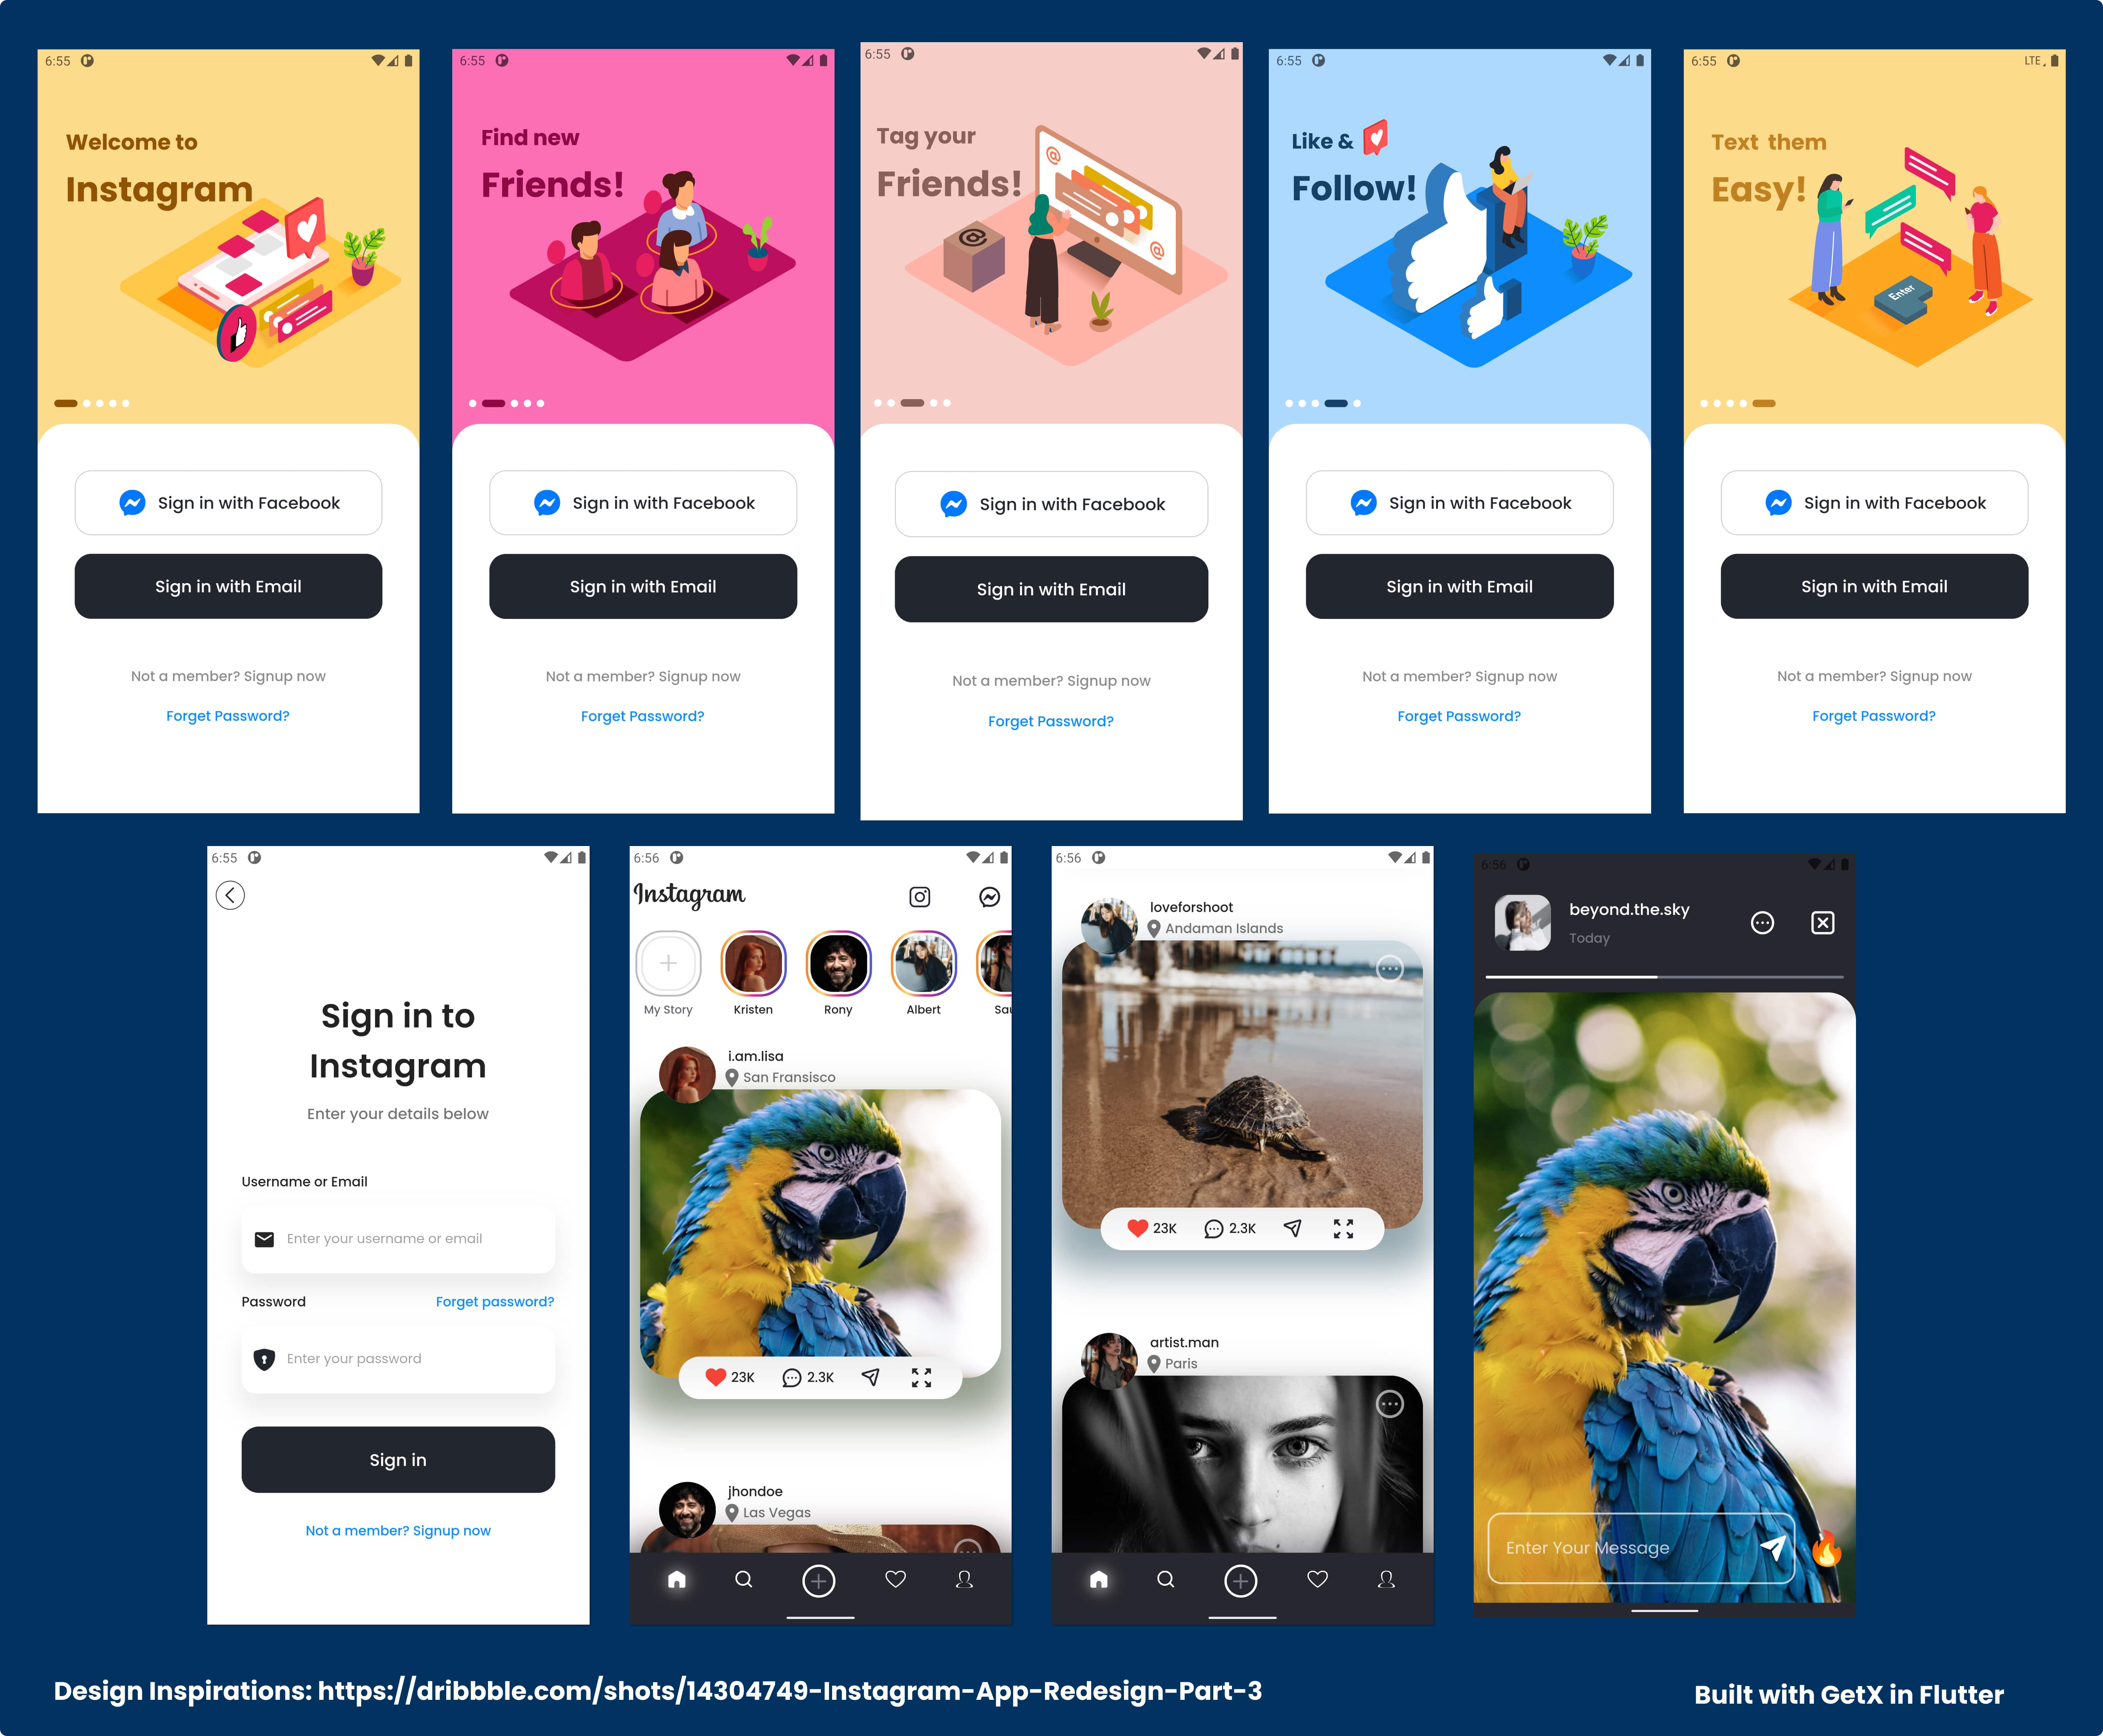 6:55
Welcome to
Instagram
Sign in with Facebook
Sign in with Email
Not a member? Signup now
Forget Password?
6:55
Find new
Friends!
Sign in with Facebook
Sign in with Email
Not a member? Signup now
Forget Password?
6:55
Tag your
Friends!
@
@
@
Sign in with Facebook
Sign in with Email
Not a member? Signup now
Forget Password?
6:55
Like &
Follow!
Sign in with Facebook
Sign in with Email
Not a member? Signup now
Forget Password?
6:55
LTE
Text them
Easy!
Enter
Sign in with Facebook
Sign in with Email
Not a member? Signup now
Forget Password?
6:55
Sign in to
Instagram
Enter your details below
Username or Email
Enter your username or email
Password Forget password?
Enter your password
Sign in
Not a member? Signup now
6:56
Instagram
My Story Kristen Rony Albert Sau
i.am.lisa
San Fransisco
23K 2.3K
jhondoe
Las Vegas
6:56
loveforshoot
Andaman Islands
23K 2.3K
artist.man
Paris
6:56
beyond.the.sky
Today
Enter Your Message
Design Inspirations: https://dribbble.com/shots/14304749-Instagram-App-Redesign-Part-3
Built with GetX in Flutter